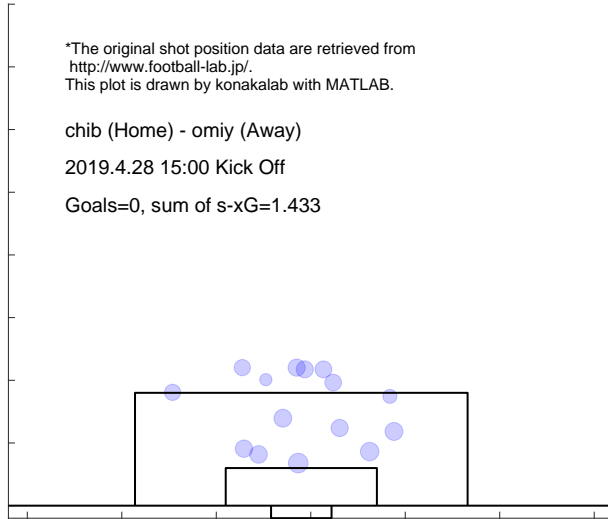 *The original shot position data are retrieved from
http://www.football-lab.jp/.
This plot is drawn by konakalab with MATLAB.
chib (Home) - omiy (Away)
2019.4.28 15:00 Kick Off
Goals=0, sum of s-xG=1.433